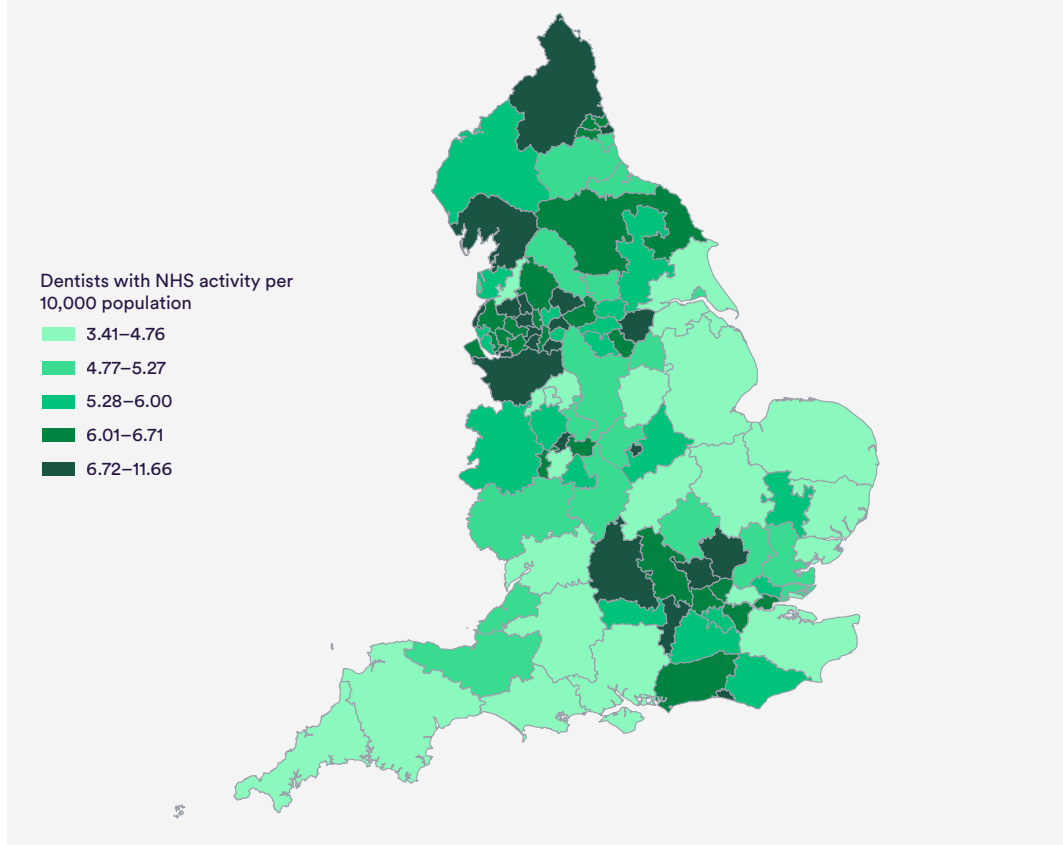 Dentists with NHS activity per
10,000 population
3.41–4.76
4.77–5.27
5.28–6.00
6.01–6.71
6.72–11.66